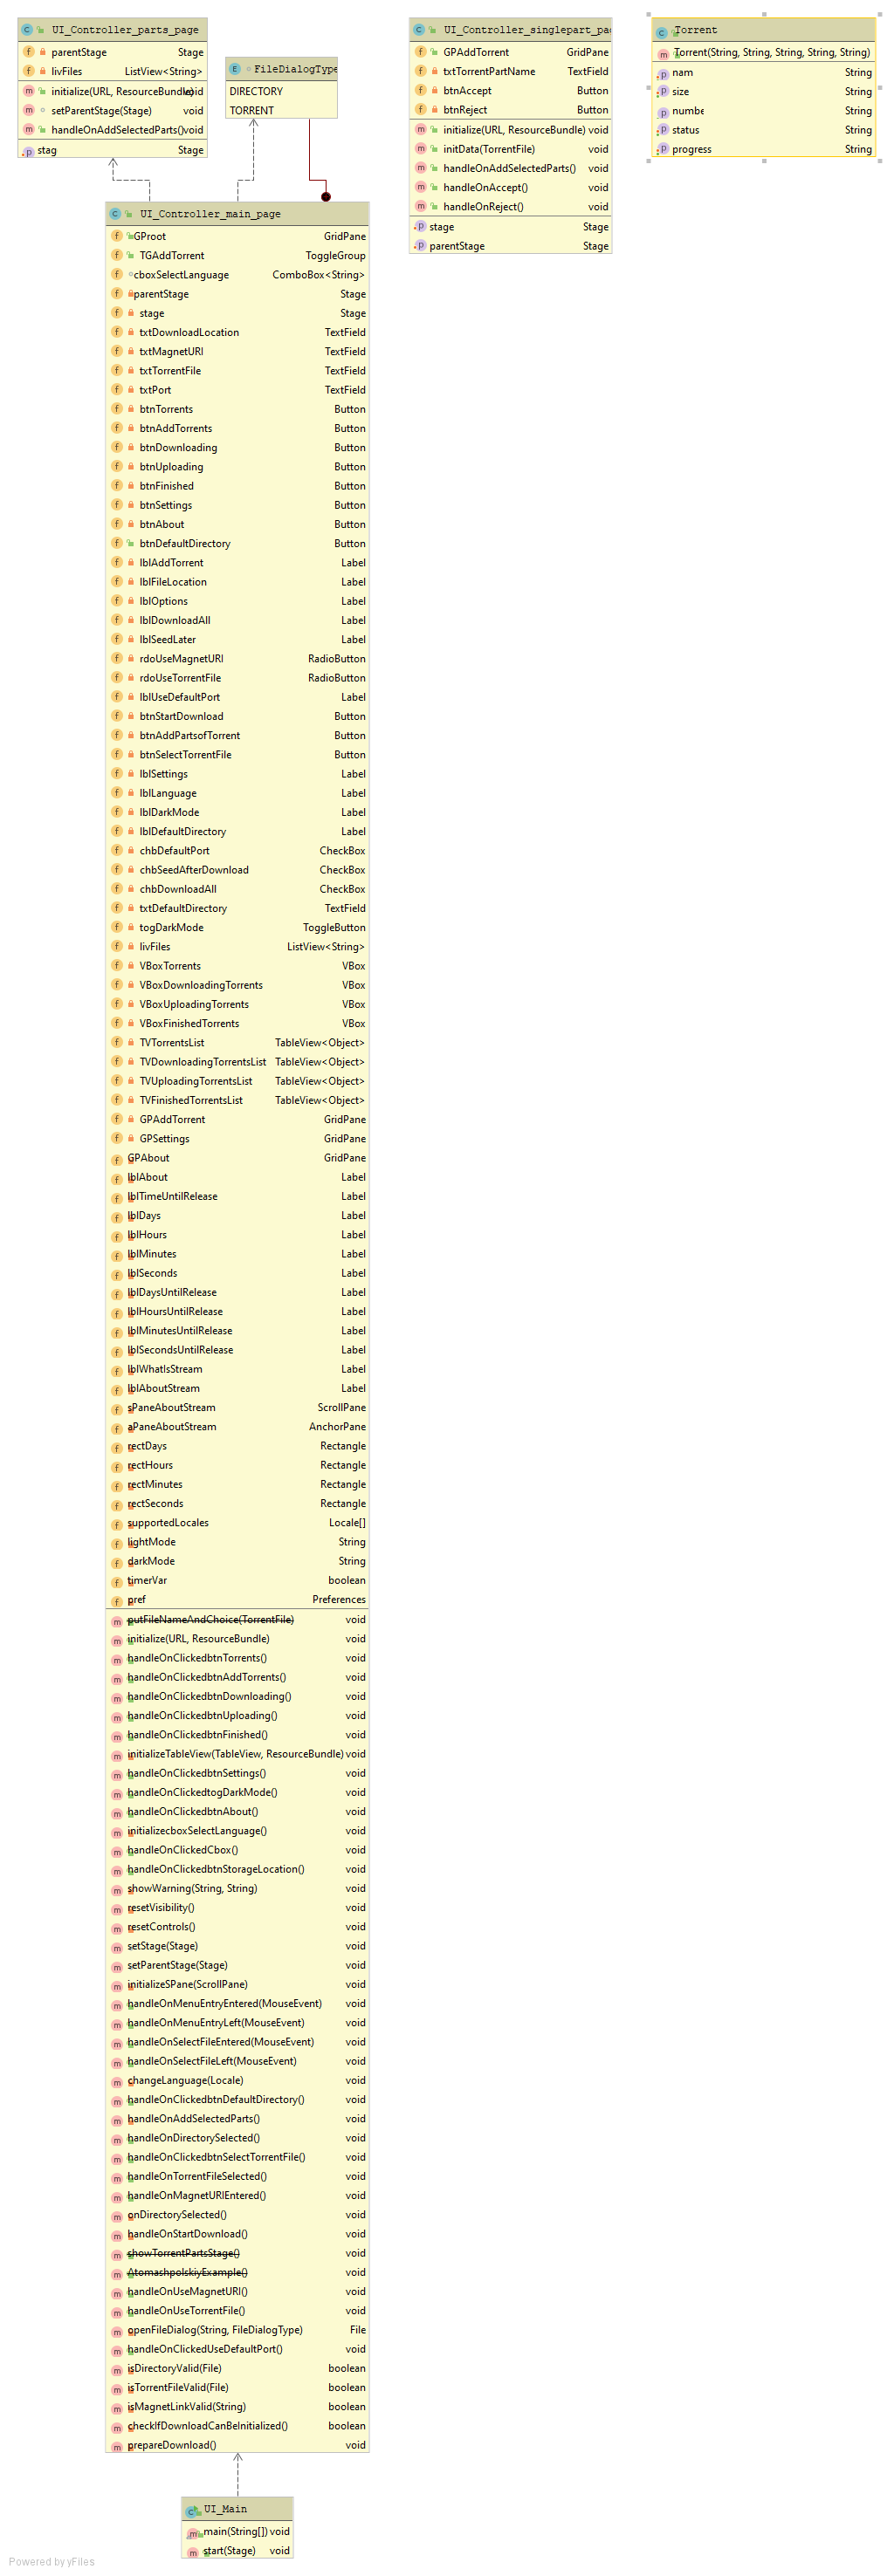 UI_Controller_parts_page
parentStage Stage
livFiles ListView<String>
initialize(URL, ResourceBundle) void
setParentStage(Stage) void
handleOnAddSelectedParts() void
stag Stage
FileDialogType
DIRECTORY
TORRENT
UI_Controller_singlepart_pa
GPAddTorrent GridPane
txtTorrentPartName TextField
btnAccept Button
btnReject Button
initialize(URL, ResourceBundle) void
initData(TorrentFile) void
handleOnAddSelectedParts() void
handleOnAccept() void
handleOnReject() void
stage Stage
parentStage Stage
Torrent
Torrent(String, String, String, String, String)
nam String
size String
numbe String
status String
progress String
UI_Controller_main_page
GProot GridPane
TGAddTorrent ToggleGroup
cboxSelectLanguage ComboBox<String>
parentStage Stage
stage Stage
txtDownloadLocation TextField
txtMagnetURI TextField
txtTorrentFile TextField
txtPort TextField
btnTorrents Button
btnAddTorrents Button
btnDownloading Button
btnUploading Button
btnFinished Button
btnSettings Button
btnAbout Button
btnDefaultDirectory Button
lblAddTorrent Label
lblFileLocation Label
lblOptions Label
lblDownloadAll Label
lblSeedLater Label
rdoUseMagnetURI RadioButton
rdoUseTorrentFile RadioButton
lblUseDefaultPort Label
btnStartDownload Button
btnAddPartsofTorrent Button
btnSelectTorrentFile Button
lblSettings Label
lblLanguage Label
lblDarkMode Label
lblDefaultDirectory Label
chbDefaultPort CheckBox
chbSeedAfterDownload CheckBox
chbDownloadAll CheckBox
txtDefaultDirectory TextField
togDarkMode ToggleButton
livFiles ListView<String>
VBoxTorrents VBox
VBoxDownloadingTorrents VBox
VBoxUploadingTorrents VBox
VBoxFinishedTorrents VBox
TVTorrentsList TableView<Object>
TVDownloadingTorrentsList TableView<Object>
TVUploadingTorrentsList TableView<Object>
TVFinishedTorrentsList TableView<Object>
GPAddTorrent GridPane
GPSettings GridPane
GPAbout GridPane
lblAbout Label
lblTimeUntilRelease Label
lblDays Label
lblHours Label
lblMinutes Label
lblSeconds Label
lblDaysUntilRelease Label
lblHoursUntilRelease Label
lblMinutesUntilRelease Label
lblSecondsUntilRelease Label
lblWhatIsStream Label
lblAboutStream Label
sPaneAboutStream ScrollPane
aPaneAboutStream AnchorPane
rectDays Rectangle
rectHours Rectangle
rectMinutes Rectangle
rectSeconds Rectangle
supportedLocales Locale[]
lightMode String
darkMode String
timerVar boolean
pref Preferences
putFileNameAndChoice(TorrentFile) void
initialize(URL, ResourceBundle) void
handleOnClickedbtnTorrents() void
handleOnClickedbtnAddTorrents() void
handleOnClickedbtnDownloading() void
handleOnClickedbtnUploading() void
handleOnClickedbtnFinished() void
initializeTableView(TableView, ResourceBundle) void
handleOnClickedbtnSettings() void
handleOnClickedtogDarkMode() void
handleOnClickedbtnAbout() void
initializecboxSelectLanguage() void
handleOnClickedCbox() void
handleOnClickedbtnStorageLocation() void
showWarning(String, String) void
resetVisibility() void
resetControls() void
setStage(Stage) void
setParentStage(Stage) void
initializeSPane(ScrollPane) void
handleOnMenuEntryEntered(MouseEvent) void
handleOnMenuEntryLeft(MouseEvent) void
handleOnSelectFileEntered(MouseEvent) void
handleOnSelectFileLeft(MouseEvent) void
changeLanguage(Locale) void
handleOnClickedbtnDefaultDirectory() void
handleOnAddSelectedParts() void
handleOnDirectorySelected() void
handleOnClickedbtnSelectTorrentFile() void
handleOnTorrentFileSelected() void
handleOnMagnetURIEntered() void
onDirectorySelected() void
handleOnStartDownload() void
showTorrentPartsStage() void
AtomashpolskiyExample() void
handleOnUseMagnetURI() void
handleOnUseTorrentFile() void
openFileDialog(String, FileDialogType) File
handleOnClickedUseDefaultPort() void
isDirectoryValid(File) boolean
isTorrentFileValid(File) boolean
isMagnetLinkValid(String) boolean
checkIfDownloadCanBeInitialized() boolean
prepareDownload() void
UI_Main
main(String[]) void
start(Stage) void
Powered by yFiles